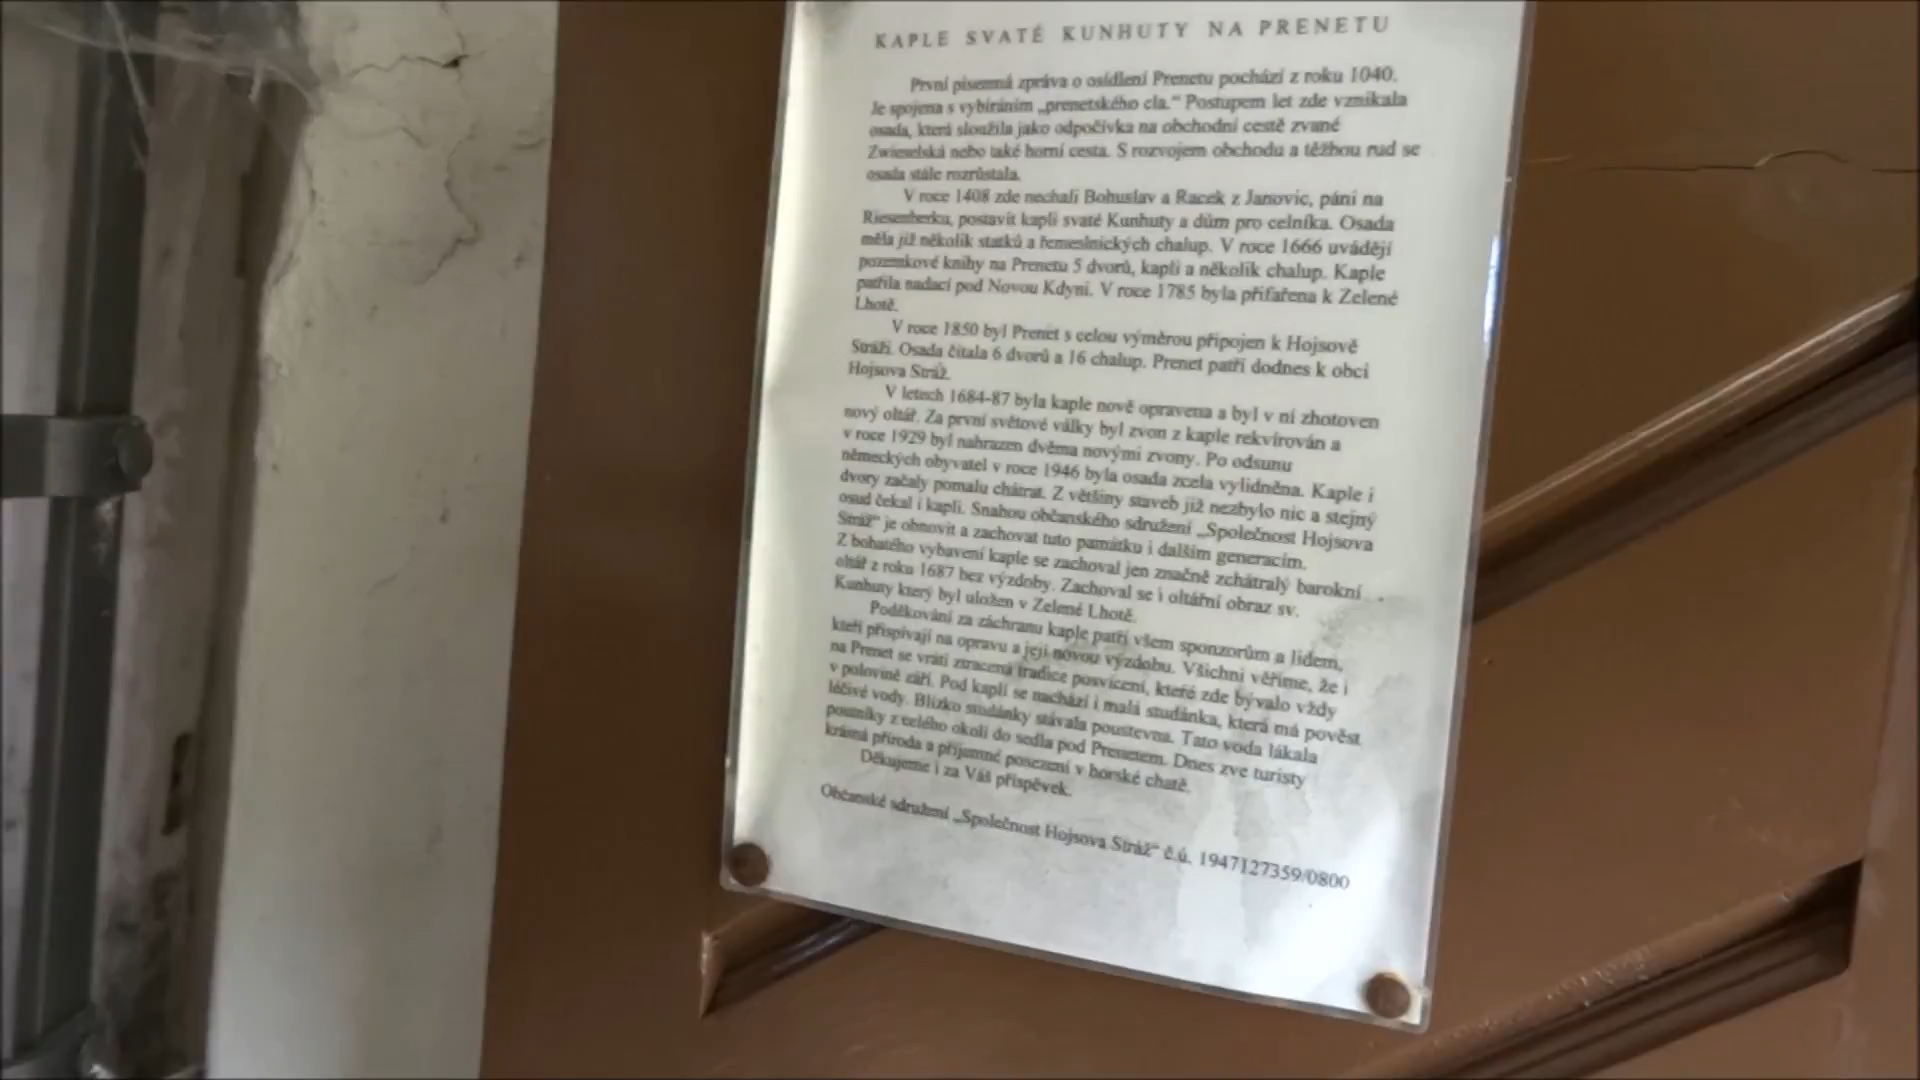 KAPLE SVATÉ KUNHUTY NA PRENETU
První písemná zpráva o osídlení Prenetu pochází z roku 1040.
Je spojena s vybíráním „prenetského cla.“ Postupem let zde vznikala
osada, která sloužila jako odpočívka na obchodní cestě zvané
Zwieselská nebo také horní cesta. S rozvojem obchodu a těžbou rud se
osada stále rozrůstala.
V roce 1408 zde nechali Bohuslav a Racek z Janovic, páni na
Riesenberku, postavit kapli svaté Kunhuty a dům pro celníka. Osada
měla již několik statků a řemeslnických chalup. V roce 1666 uvádějí
pozemkové knihy na Prenetu 5 dvorů, kapli a několik chalup. Kaple
patřila nadací pod Novou Kdyni. V roce 1785 byla přifařena k Zelené
Lhotě.
V roce 1850 byl Prenet s celou výměrou připojen k Hojsově
Stráži. Osada čítala 6 dvorů a 16 chalup. Prenet patří dodnes k obci
Hojsova Stráž.
V letech 1684-87 byla kaple nově opravena a byl v ní zhotoven
nový oltář. Za první světové války byl zvon z kaple rekvírován a
v roce 1929 byl nahrazen dvěma novými zvony. Po odsunu
německých obyvatel v roce 1946 byla osada zcela vylidněna. Kaple i
dvory začaly pomalu chátrat. Z většiny staveb již nezbylo nic a stejný
osud čekal i kapli. Snahou občanského sdružení „Společnost Hojsova
Stráž“ je obnovit a zachovat tuto památku i dalším generacím.
Z bohatého vybavení kaple se zachoval jen značně zchátralý barokní
oltář z roku 1687 bez výzdoby. Zachoval se i oltářní obraz sv.
Kunhuty který byl uložen v Zelené Lhotě.
Poděkování za záchranu kaple patří všem sponzorům a lidem,
kteří přispívají na opravu a její novou výzdobu. Všichni věříme, že i
na Prenet se vrátí ztracená tradice posvícení, které zde bývalo vždy
v polovině září. Pod kaplí se nachází i malá studánka, která má pověst
léčivé vody. Blízko studánky stávala poustevna. Tato voda lákala
poutníky z celého okolí do sedla pod Prenetem. Dnes zve turisty
krásná příroda a příjemné posezení v horské chatě.
Děkujeme i za Váš příspěvek.
Občanské sdružení „Společnost Hojsova Stráž“ č.ú. 1947127359/0800